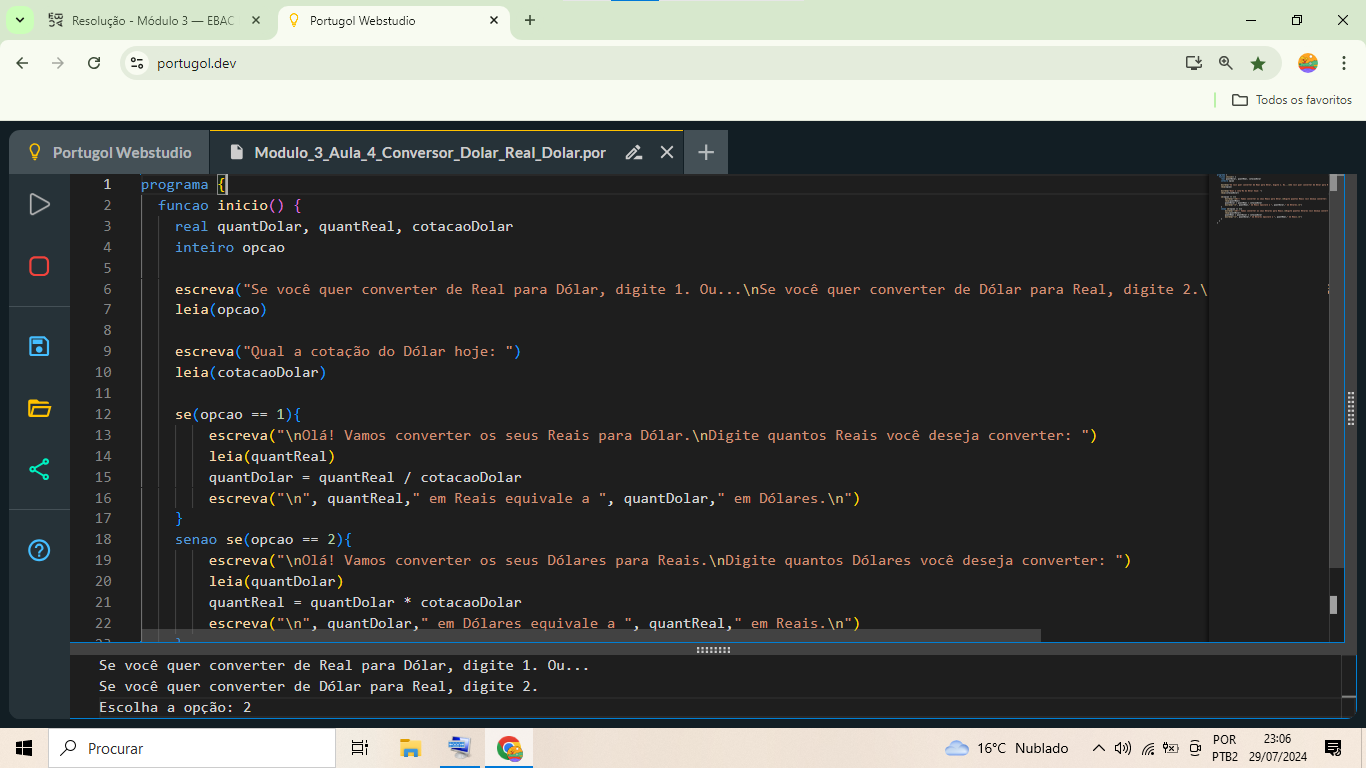 Resolução - Módulo 3 — EBAC
Portugol Webstudio
portugol.dev
Todos os favoritos
Portugol Webstudio
Modulo_3_Aula_4_Conversor_Dolar_Real_Dolar.por
1 programa {
2 funcao inicio() {
3 real quantDolar, quantReal, cotacaoDolar
4 inteiro opcao
5
6 escreva("Se você quer converter de Real para Dólar, digite 1. Ou...\nSe você quer converter de Dólar para Real, digite 2.\
7 leia(opcao)
8
9 escreva("Qual a cotação do Dólar hoje: ")
10 leia(cotacaoDolar)
11
12 se(opcao == 1){
13 escreva("\nOlá! Vamos converter os seus Reais para Dólar.\nDigite quantos Reais você deseja converter: ")
14 leia(quantReal)
15 quantDolar = quantReal / cotacaoDolar
16 escreva("\n", quantReal," em Reais equivale a ", quantDolar," em Dólares.\n")
17 }
18 senao se(opcao == 2){
19 escreva("\nOlá! Vamos converter os seus Dólares para Reais.\nDigite quantos Dólares você deseja converter: ")
20 leia(quantDolar)
21 quantReal = quantDolar * cotacaoDolar
22 escreva("\n", quantDolar," em Dólares equivale a ", quantReal," em Reais.\n")
23 }
Se você quer converter de Real para Dólar, digite 1. Ou...
Se você quer converter de Dólar para Real, digite 2.
Escolha a opção: 2
Procurar
16°C Nublado
POR
PTB2
23:06
29/07/2024